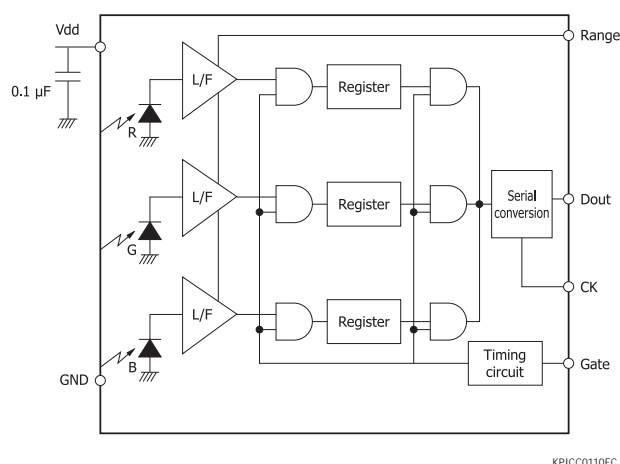 Vdd
Range
0.1 µF
L/F
Register
R
L/F
Register
Serial
conversion
Dout
G
CK
L/F
Register
Timing
circuit
Gate
B
GND
KPICC0110EC